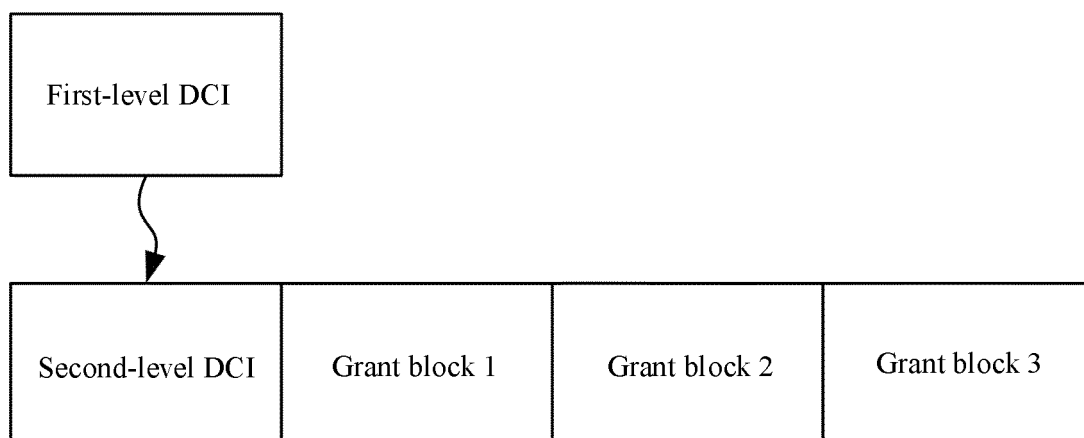 First-level DCI
Second-level DCI
Grant block 1
Grant block 2
Grant block 3